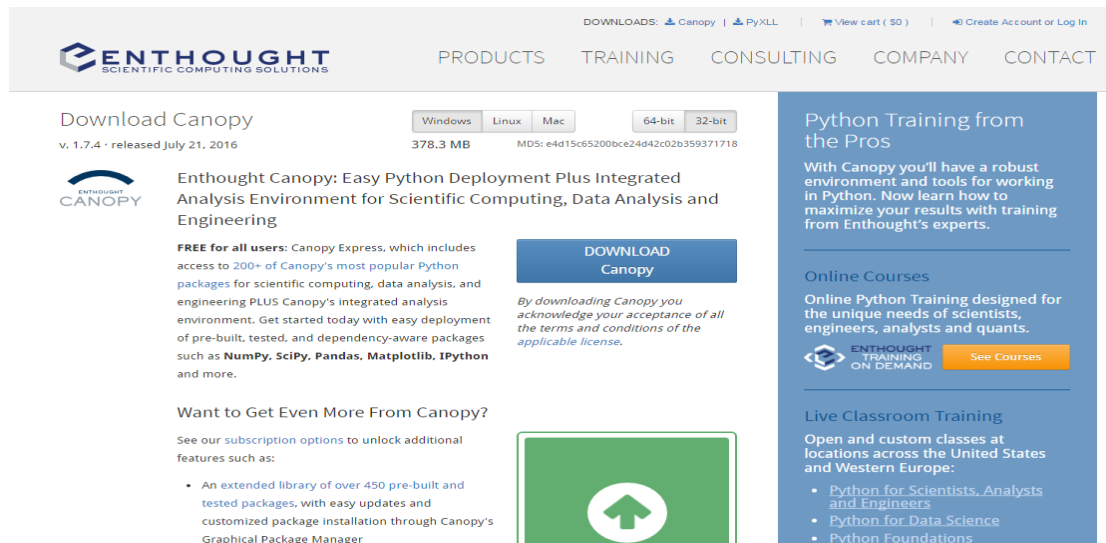 DOWNLOADS: Canopy | PyXLL | View cart ( $0 ) | Create Account or Log In
ENTHOUGHT
SCIENTIFIC COMPUTING SOLUTIONS
PRODUCTS TRAINING CONSULTING COMPANY CONTACT
Download Canopy
v. 1.7.4 · released July 21, 2016
Windows Linux Mac 64-bit 32-bit
378.3 MB MD5: e4d15c65200bce24d42c02b359371718
ENTHOUGHT
CANOPY
Enthought Canopy: Easy Python Deployment Plus Integrated
Analysis Environment for Scientific Computing, Data Analysis and
Engineering
FREE for all users: Canopy Express, which includes
access to 200+ of Canopy's most popular Python
packages for scientific computing, data analysis, and
engineering PLUS Canopy's integrated analysis
environment. Get started today with easy deployment
of pre-built, tested, and dependency-aware packages
such as NumPy, SciPy, Pandas, Matplotlib, IPython
and more.
DOWNLOAD
Canopy
By downloading Canopy you
acknowledge your acceptance of all
the terms and conditions of the
applicable license.
Want to Get Even More From Canopy?
See our subscription options to unlock additional
features such as:
• An extended library of over 450 pre-built and
tested packages, with easy updates and
customized package installation through Canopy's
Graphical Package Manager
Python Training from
the Pros
With Canopy you'll have a robust
environment and tools for working
in Python. Now learn how to
maximize your results with training
from Enthought's experts.
Online Courses
Online Python Training designed for
the unique needs of scientists,
engineers, analysts and quants.
ENTHOUGHT
TRAINING
ON DEMAND
See Courses
Live Classroom Training
Open and custom classes at
locations across the United States
and Western Europe:
• Python for Scientists, Analysts
and Engineers
• Python for Data Science
• Python Foundations